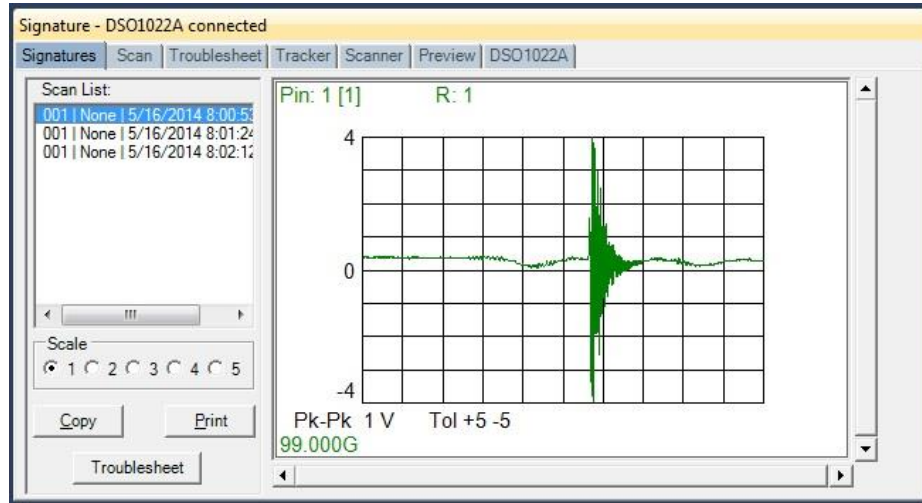 Signature - DSO1022A connected
Signatures Scan Troublesheet Tracker Scanner Preview DSO1022A
Scan List:
001 | None | 5/16/2014 8:00:53
001 | None | 5/16/2014 8:01:24
001 | None | 5/16/2014 8:02:12
Scale
1 2 3 4 5
Copy Print
Troublesheet
Pin: 1 [1] R: 1
4
0
-4
Pk-Pk 1 V Tol +5 -5
99.000G